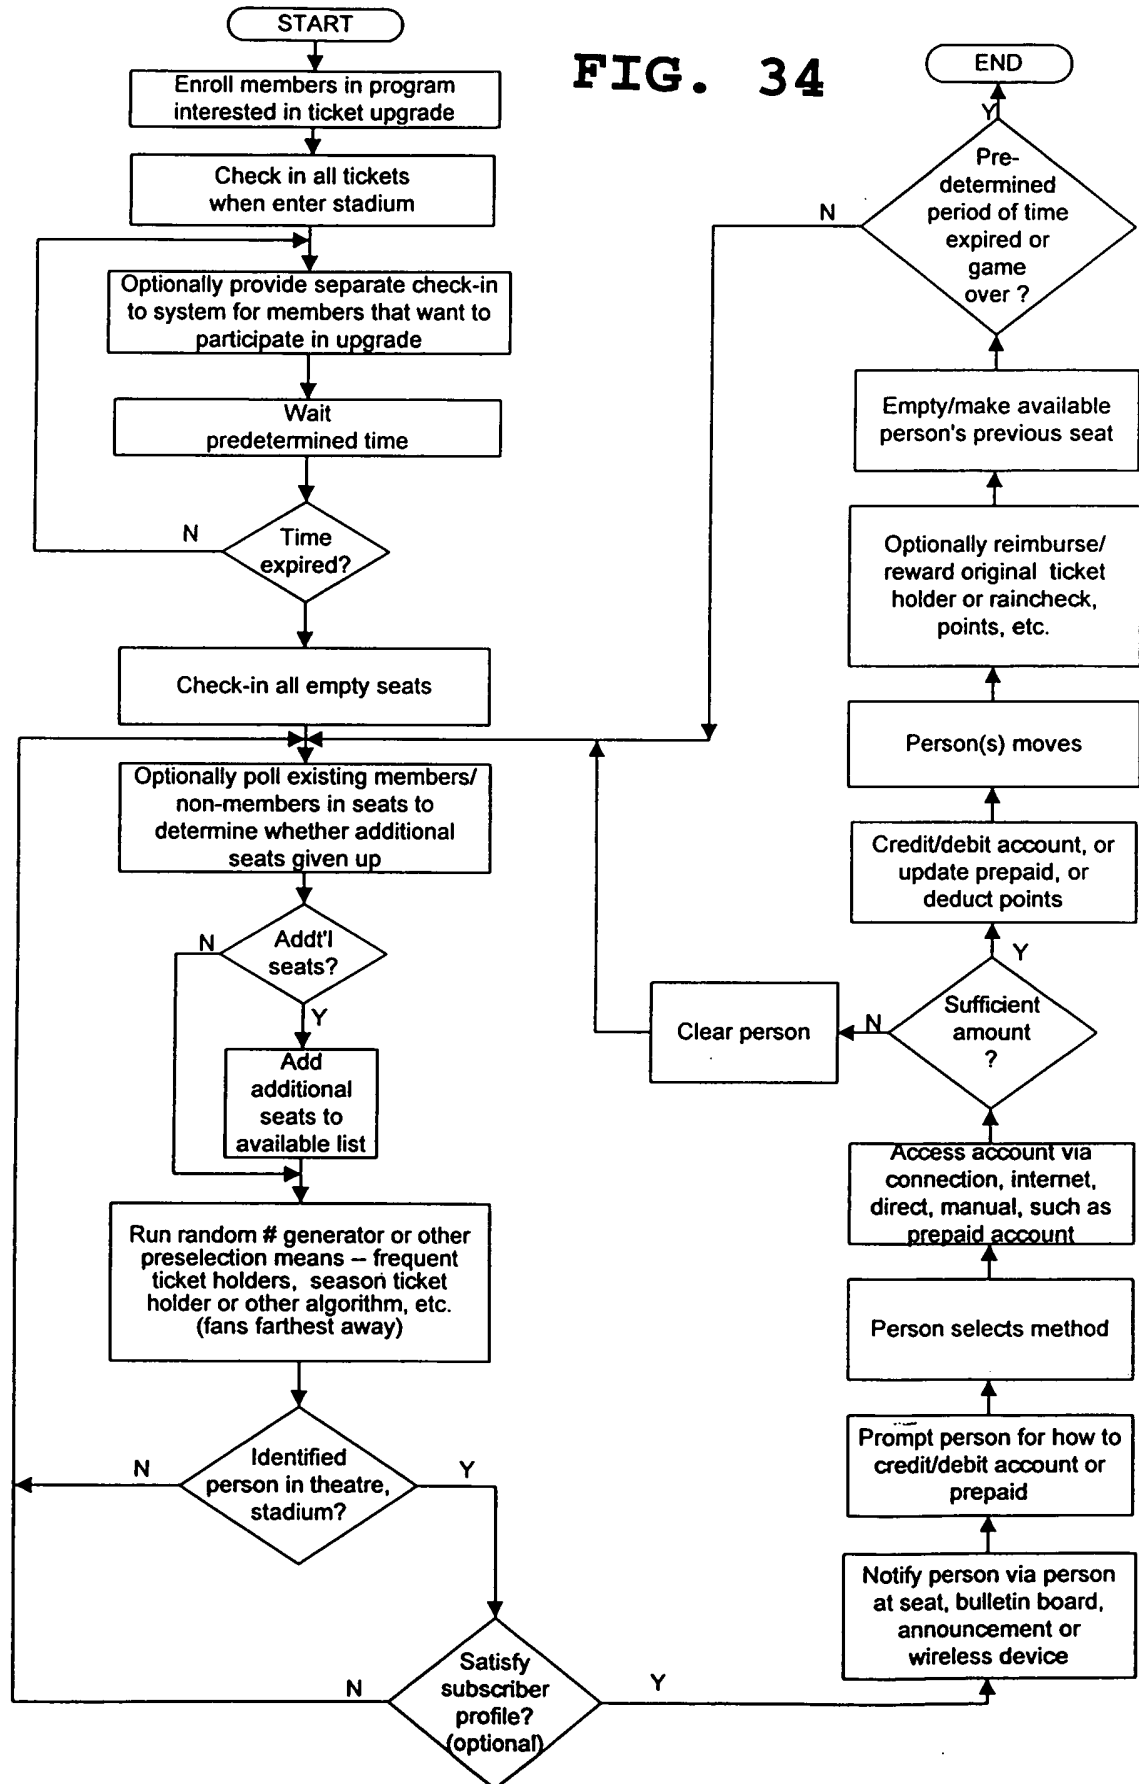 START
FIG. 34
Enroll members in program
interested in ticket upgrade
Check in all tickets
when enter stadium
Optionally provide separate check-in
to system for members that want to
participate in upgrade
Wait
predetermined time
N
Time
expired?
Check-in all empty seats
Optionally poll existing members/
non-members in seats to
determine whether additional
seats given up
N
Addt'l
seats?
Y
Add
additional
seats to
available list
Run random # generator or other
preselection means – frequent
ticket holders, season ticket
holder or other algorithm, etc.
(fans farthest away)
N
Identified
person in theatre,
stadium?
Y
N
Satisfy
subscriber
profile?
(optional)
Y
Notify person via person
at seat, bulletin board,
announcement or
wireless device
Prompt person for how to
credit/debit account or
prepaid
Person selects method
Access account via
connection, internet,
direct, manual, such as
prepaid account
Sufficient
amount
?
N
Clear person
Y
Credit/debit account, or
update prepaid, or
deduct points
Person(s) moves
Optionally reimburse/
reward original ticket
holder or raincheck,
points, etc.
Empty/make available
person's previous seat
Pre-
determined
period of time
expired or
game
over ?
N
Y
END